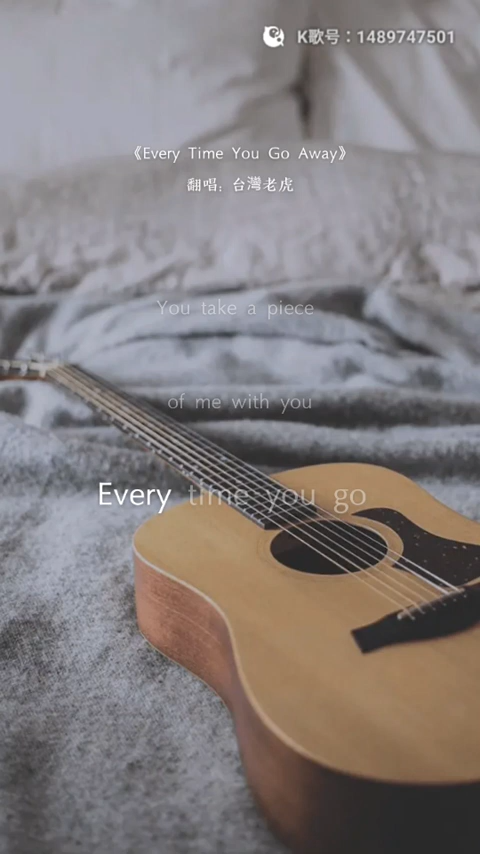 K歌号：1489747501
《Every Time You Go Away》
翻唱：台灣老虎
You take a piece
of me with you
Every time you go